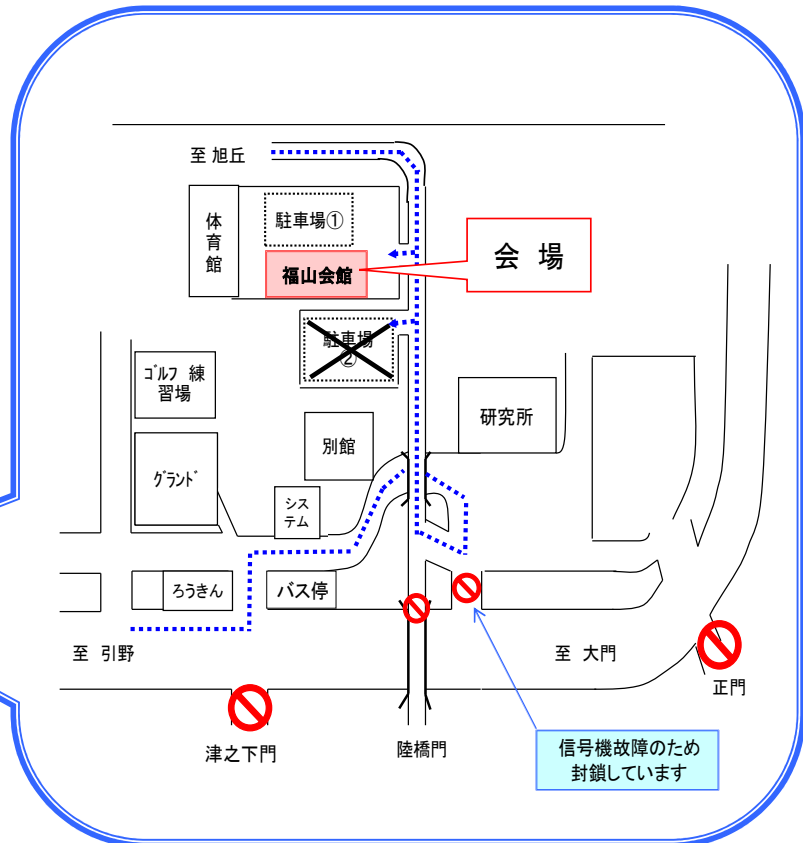 至 旭丘
体
育
館
駐車場①
福山会館
会 場
駐車場
②
ゴルフ 練
習場
研究所
別館
グランド
シス
テム
ろうきん
バス停
至 引野
至 大門
正門
津之下門
陸橋門
信号機故障のため
封鎖しています